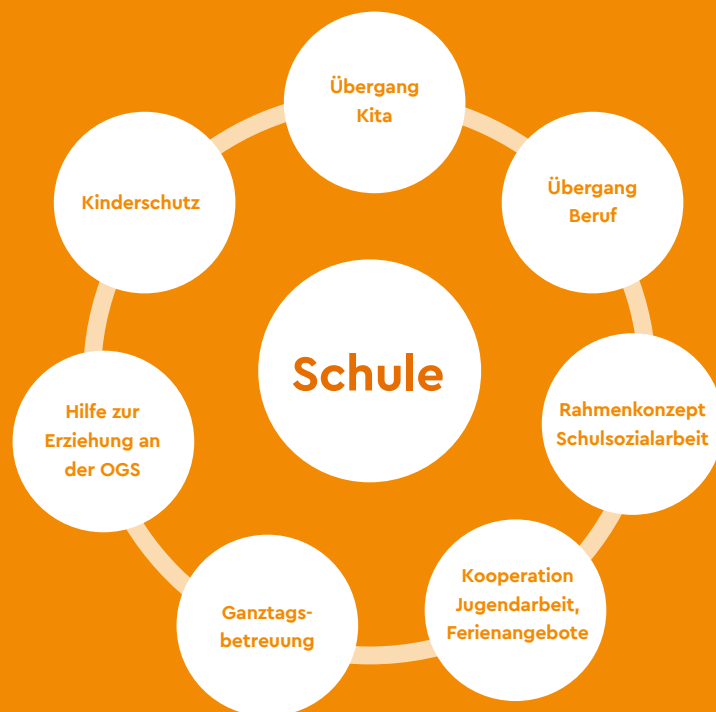 Übergang
Kita
Übergang
Beruf
Kinderschutz
Schule
Rahmenkonzept
Schulsozialarbeit
Hilfe zur
Erziehung an
der OGS
Kooperation
Jugendarbeit,
Ferienangebote
Ganztags-
betreuung